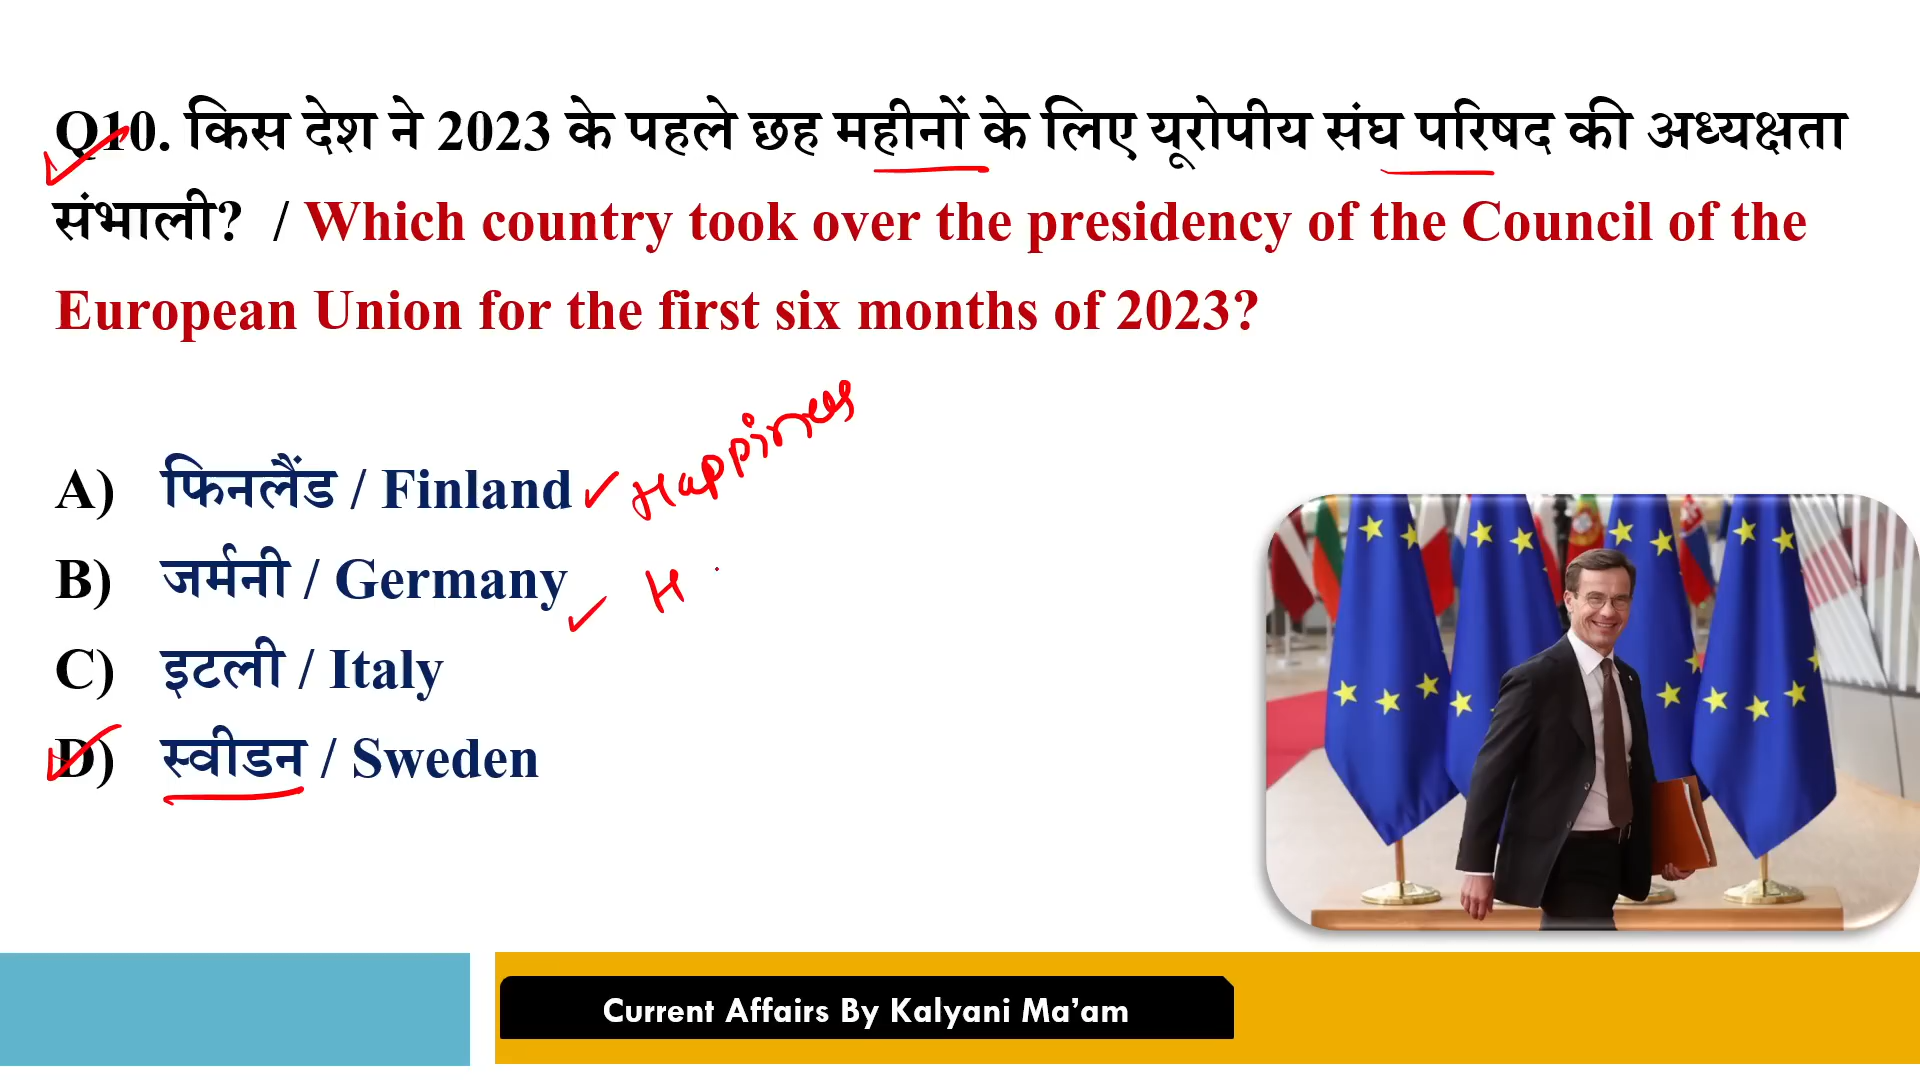 Q10. किस देश ने 2023 के पहले छह महीनों के लिए यूरोपीय संघ परिषद की अध्यक्षता
संभाली? / Which country took over the presidency of the Council of the
European Union for the first six months of 2023?
A) फिनलैंड / Finland Happiness
B) जर्मनी / Germany H
C) इटली / Italy
D) स्वीडन / Sweden
Current Affairs By Kalyani Ma’am